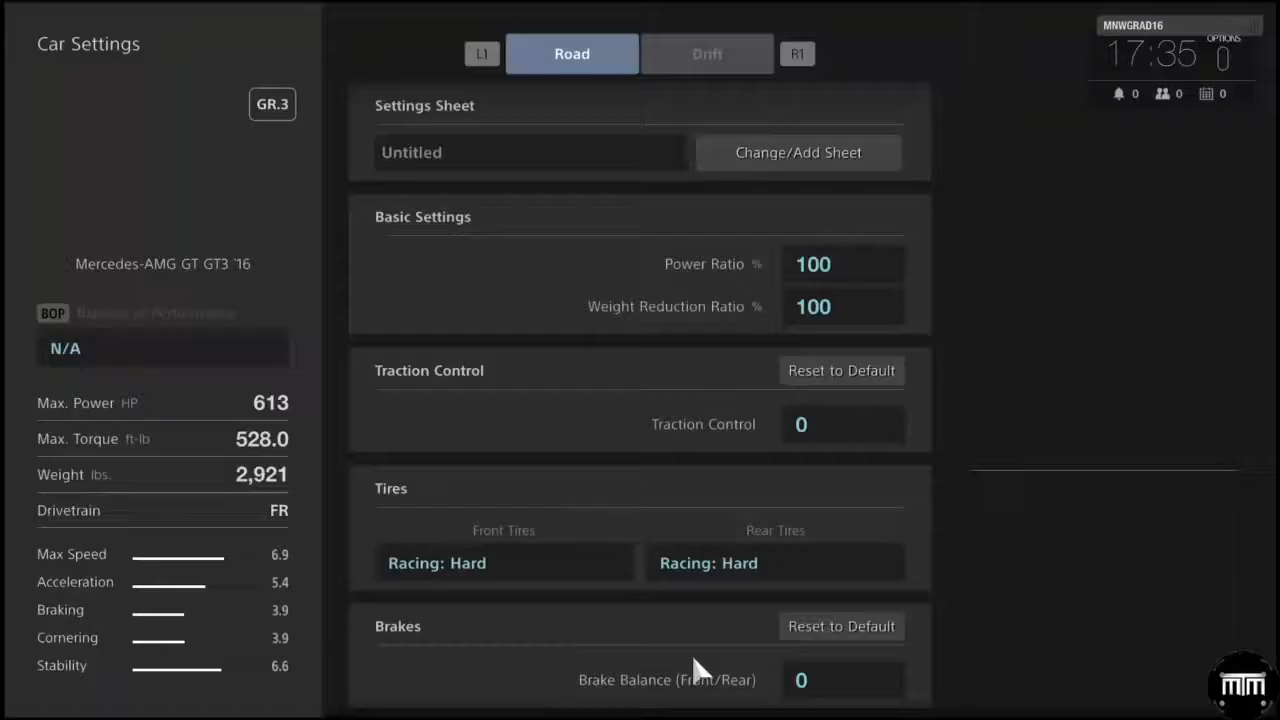 Car Settings
L1
Road
Drift
R1
MNWGRAD16
17:35
OPTIONS
0
0
0
GR.3
Settings Sheet
Untitled
Change/Add Sheet
Basic Settings
Power Ratio %
100
Weight Reduction Ratio %
100
Mercedes-AMG GT GT3 '16
BOP Balance of Performance
N/A
Max. Power HP 613
Max. Torque ft-lb 528.0
Weight lbs. 2,921
Drivetrain FR
Max Speed 6.9
Acceleration 5.4
Braking 3.9
Cornering 3.9
Stability 6.6
Traction Control
Reset to Default
Traction Control
0
Tires
Front Tires
Rear Tires
Racing: Hard
Racing: Hard
Brakes
Reset to Default
Brake Balance (Front/Rear)
0
MTM